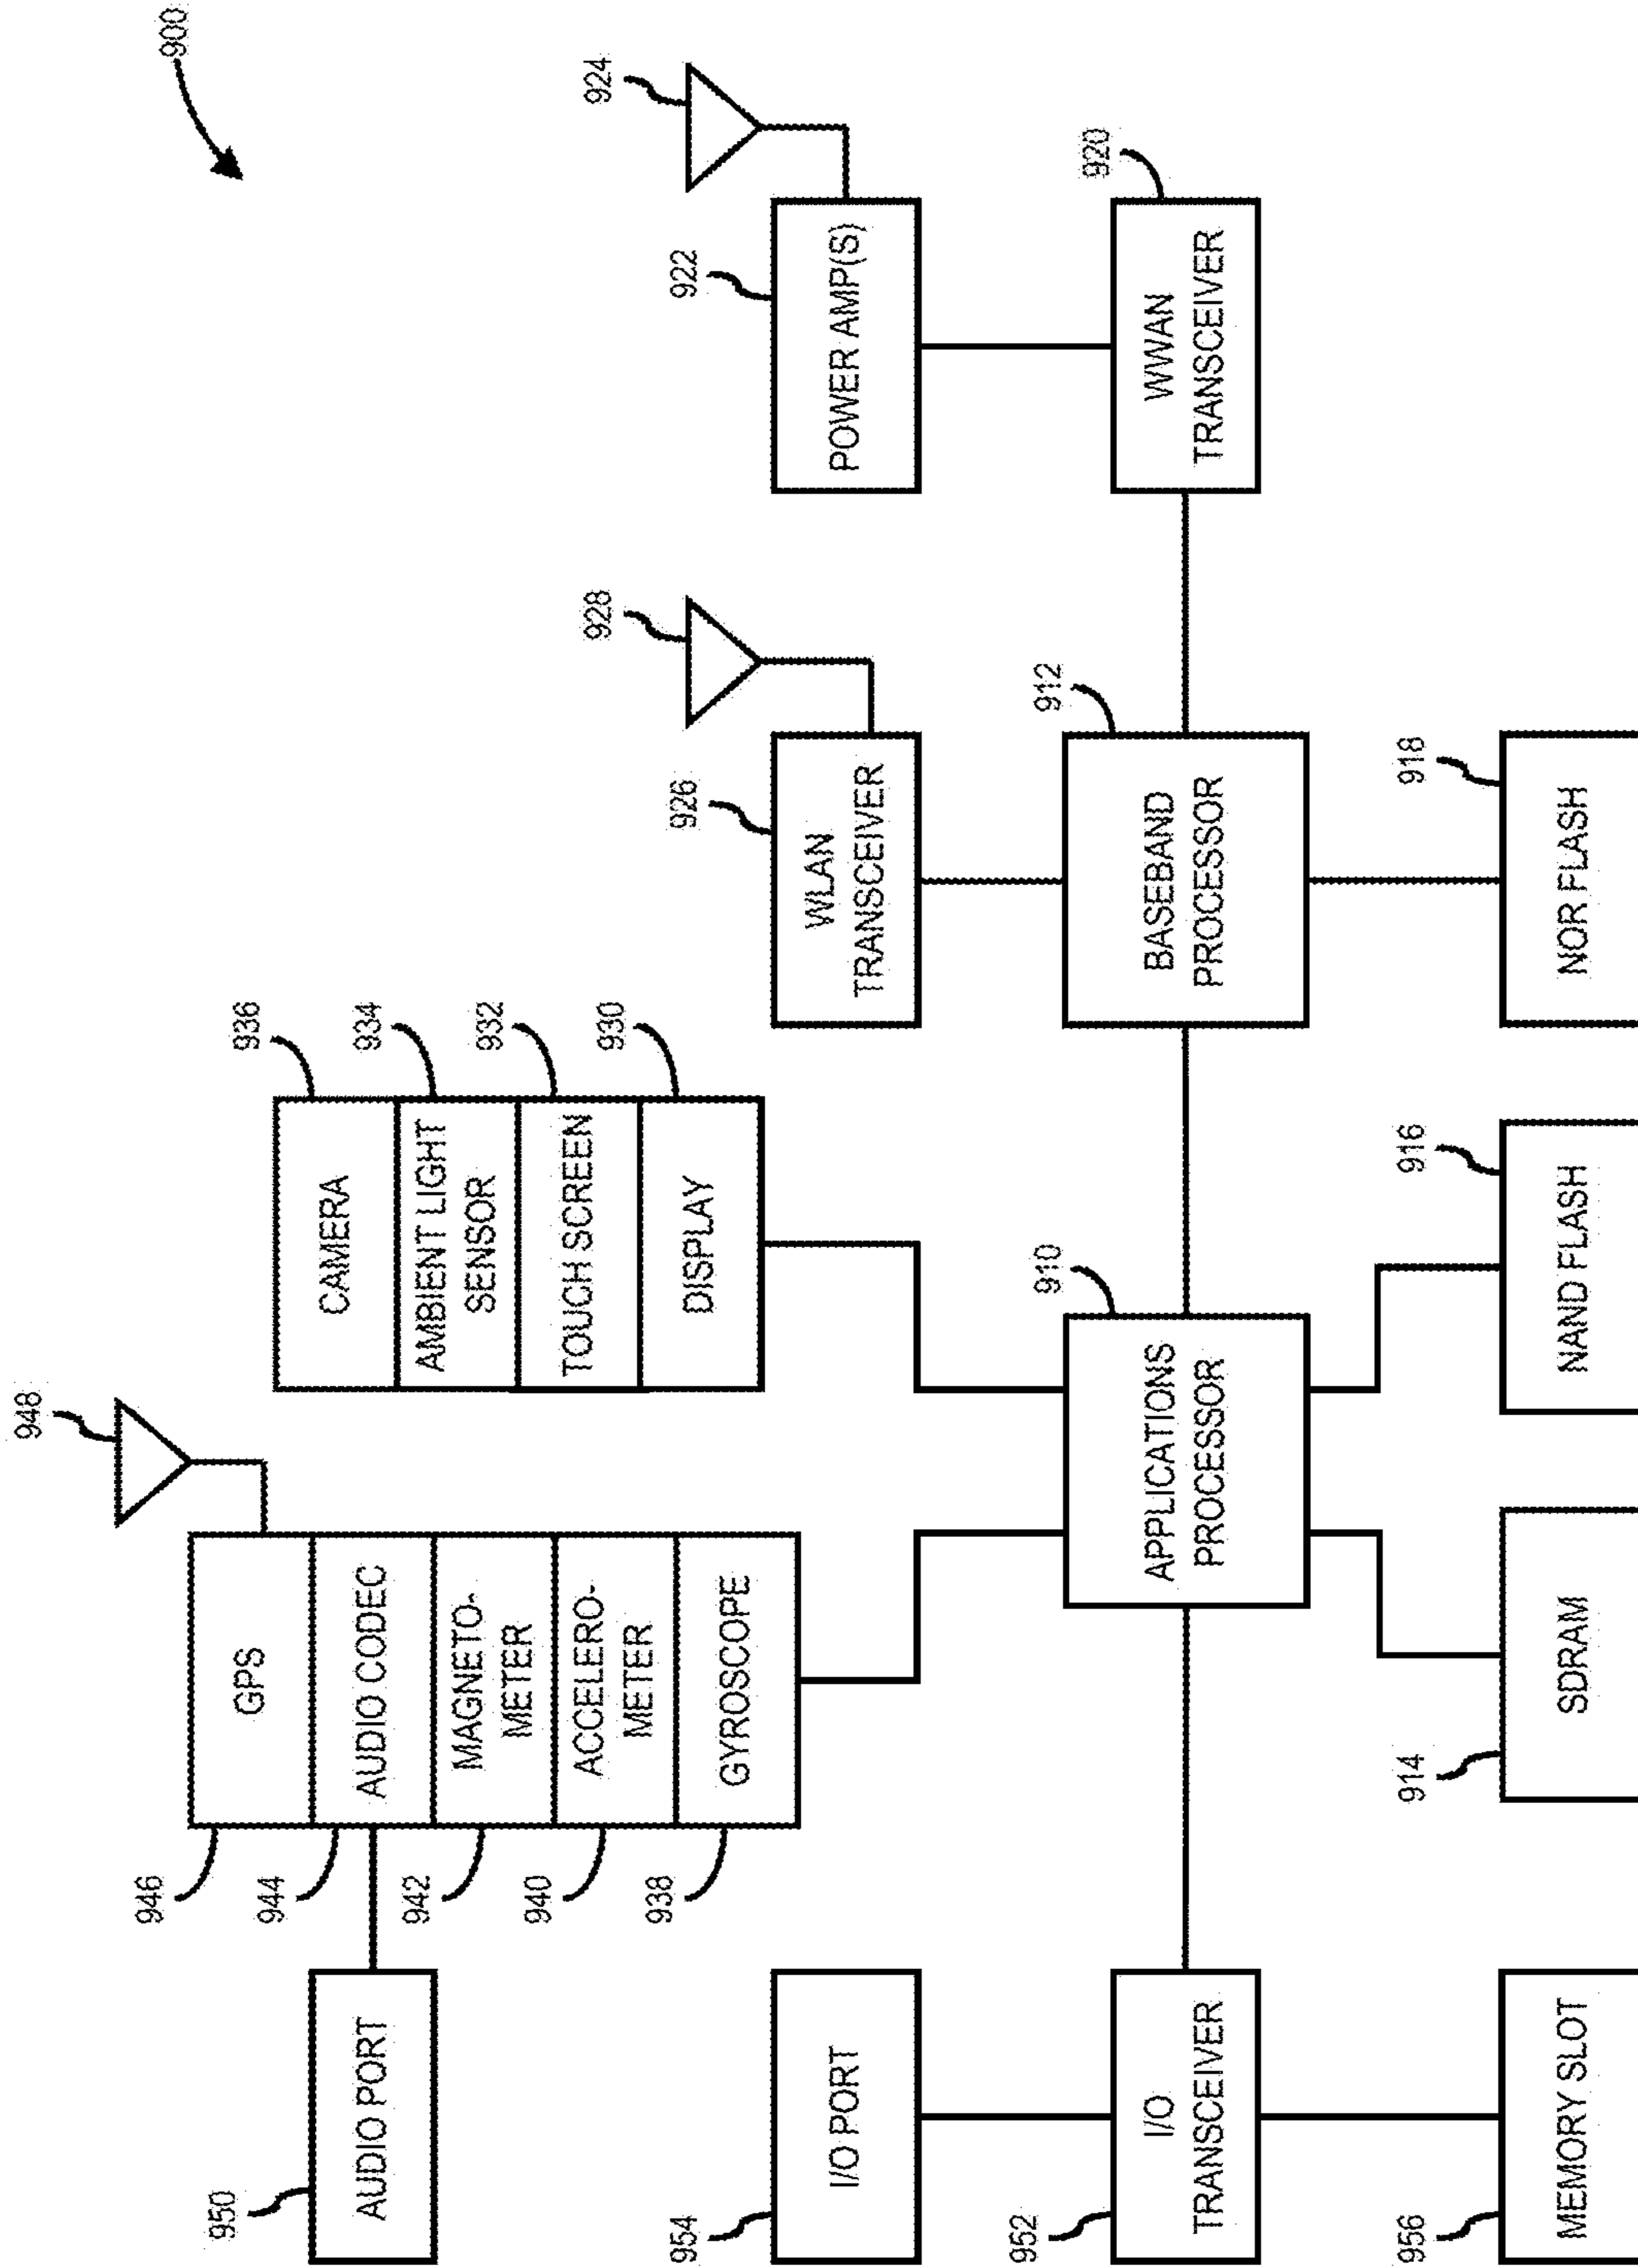 900
948
GPS
AUDIO CODEC
MAGNETO-
METER
ACCELERO-
METER
GYROSCOPE
946
944
942
940
938
AUDIO PORT
950
CAMERA
AMBIENT LIGHT
SENSOR
TOUCH SCREEN
DISPLAY
936
934
932
930
928
924
I/O PORT
954
WLAN
TRANSCEIVER
926
POWER AMP(S)
922
I/O
TRANSCEIVER
952
APPLICATIONS
PROCESSOR
910
BASEBAND
PROCESSOR
912
WWAN
TRANSCEIVER
920
MEMORY SLOT
956
SDRAM
914
NAND FLASH
916
NOR FLASH
918